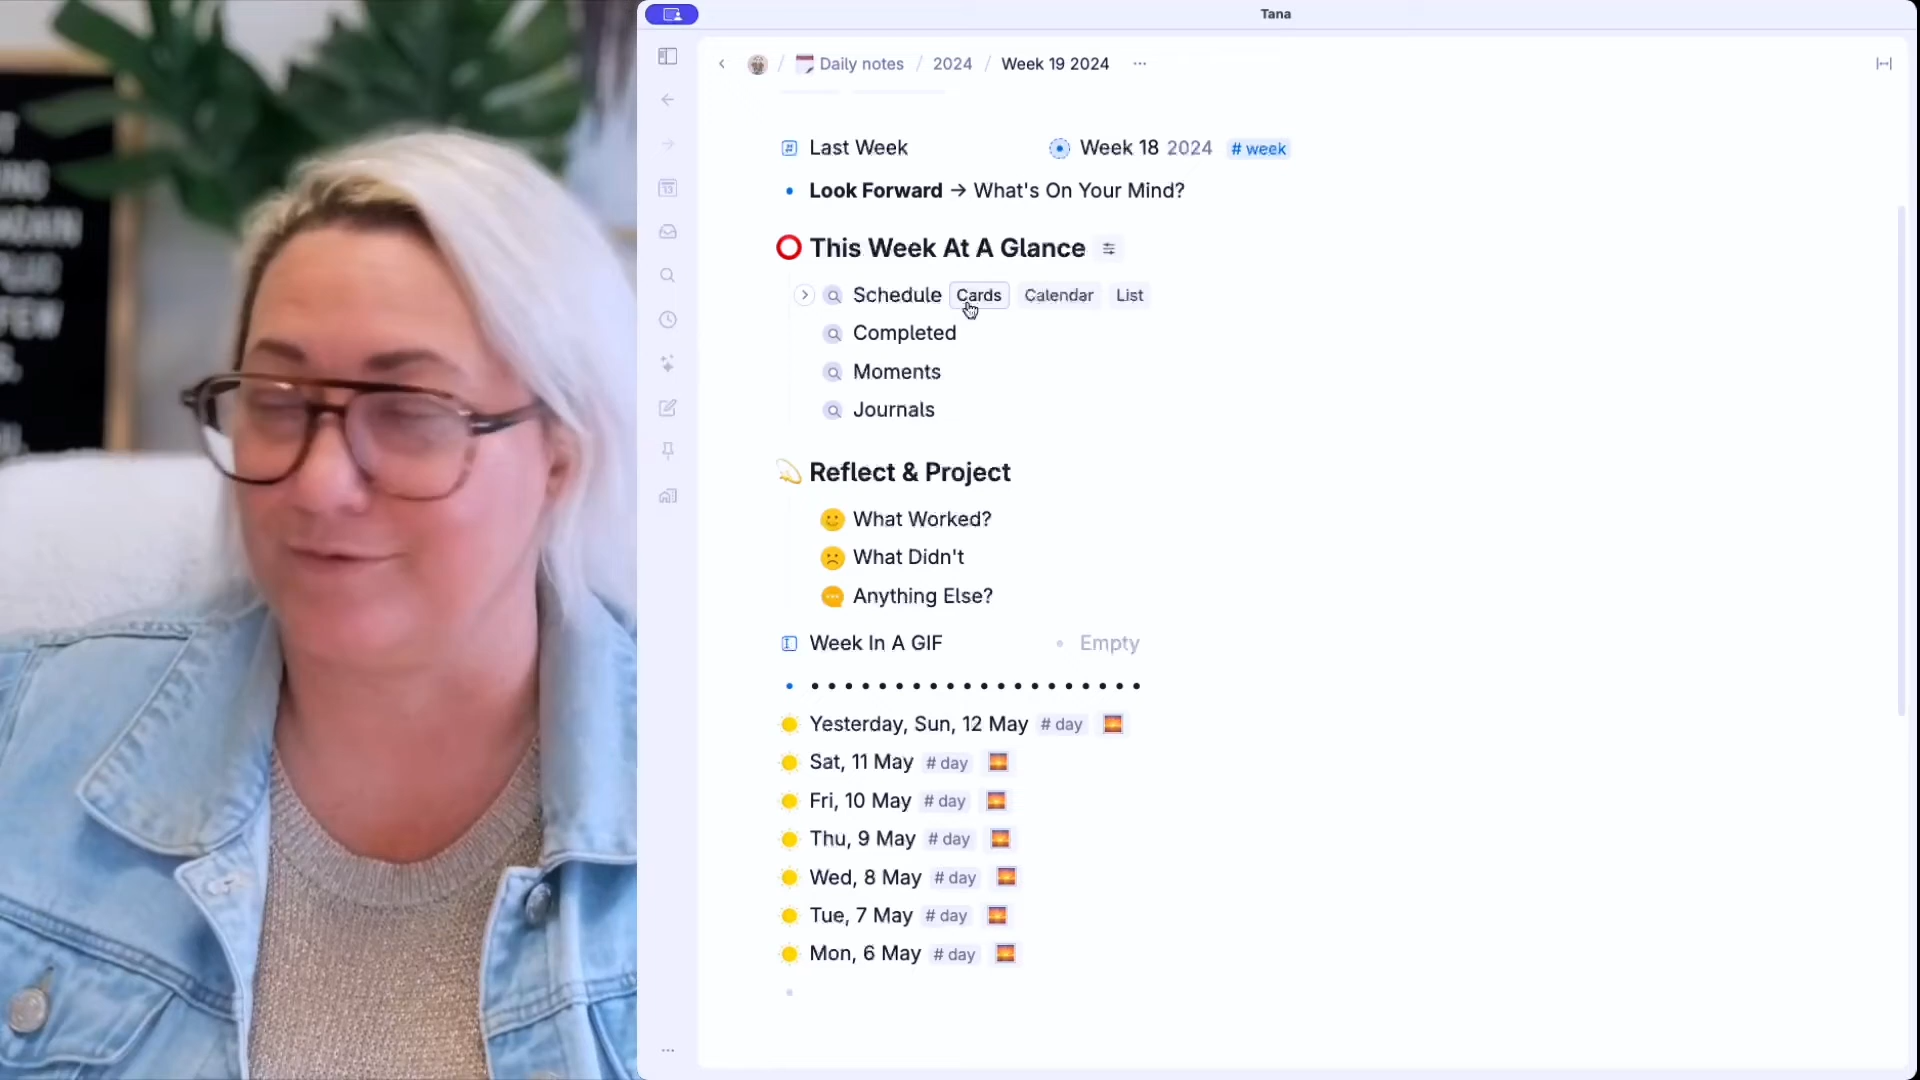 Tana
Daily notes / 2024 / Week 19 2024 ...
Last Week Week 18 2024 # week
Look Forward → What's On Your Mind?
This Week At A Glance
Schedule Cards Calendar List
Completed
Moments
Journals
Reflect & Project
What Worked?
What Didn't
Anything Else?
Week In A GIF Empty
• • • • • • • • • • • • • • • • • • • •
Yesterday, Sun, 12 May # day
Sat, 11 May # day
Fri, 10 May # day
Thu, 9 May # day
Wed, 8 May # day
Tue, 7 May # day
Mon, 6 May # day